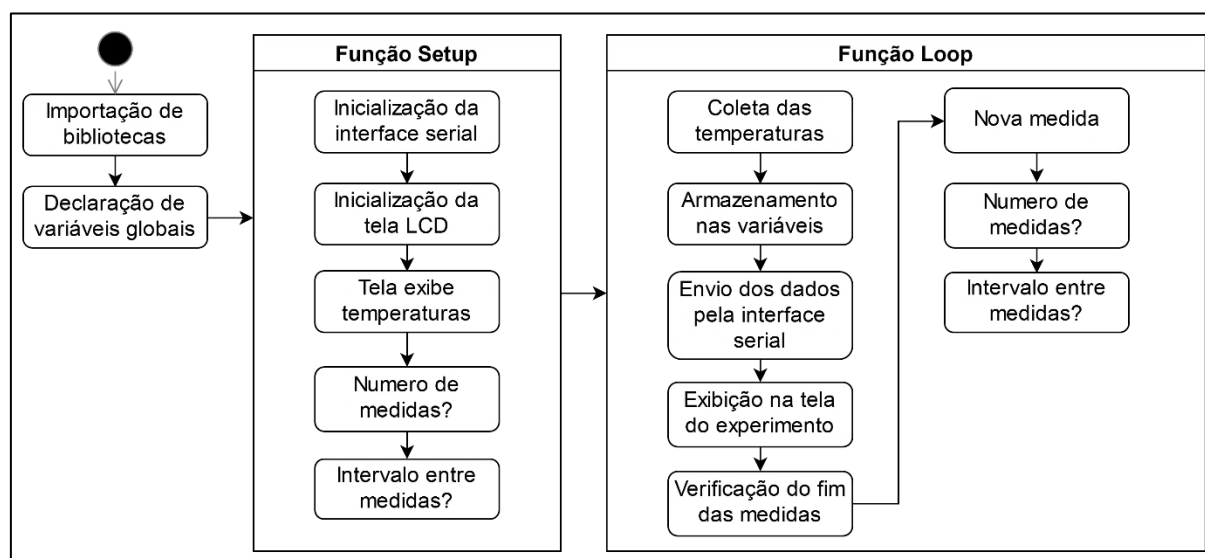 Importação de
bibliotecas
Declaração de
variáveis globais
Função Setup
Inicialização da
interface serial
Inicialização da
tela LCD
Tela exibe
temperaturas
Numero de
medidas?
Intervalo entre
medidas?
Função Loop
Coleta das
temperaturas
Armazenamento
nas variáveis
Envio dos dados
pela interface
serial
Exibição na tela
do experimento
Verificação do fim
das medidas
Nova medida
Numero de
medidas?
Intervalo entre
medidas?